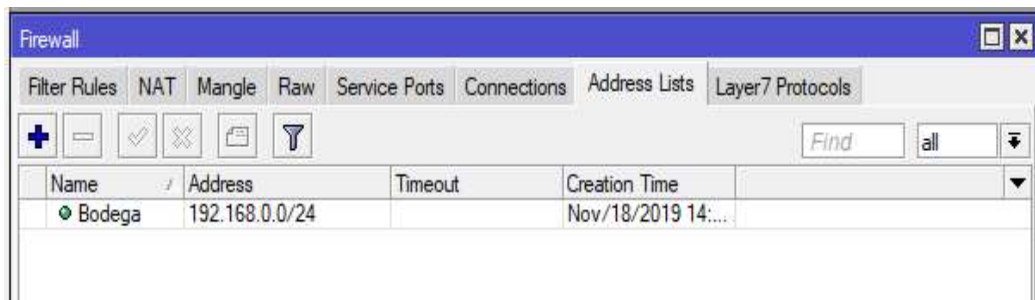 Firewall
Filter Rules NAT Mangle Raw Service Ports Connections Address Lists Layer7 Protocols
Find all
Name Address Timeout Creation Time
Bodega 192.168.0.0/24 Nov/18/2019 14:...